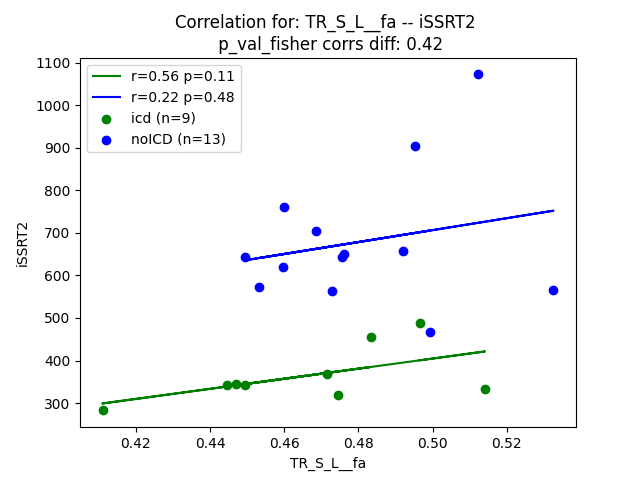 Correlation for: TR_S_L__fa -- iSSRT2
p_val_fisher corrs diff: 0.42
r=0.56 p=0.11
r=0.22 p=0.48
icd (n=9)
noICD (n=13)
1100
1000
900
800
700
600
500
400
300
iSSRT2
0.42
0.44
0.46
0.48
0.50
0.52
TR_S_L__fa